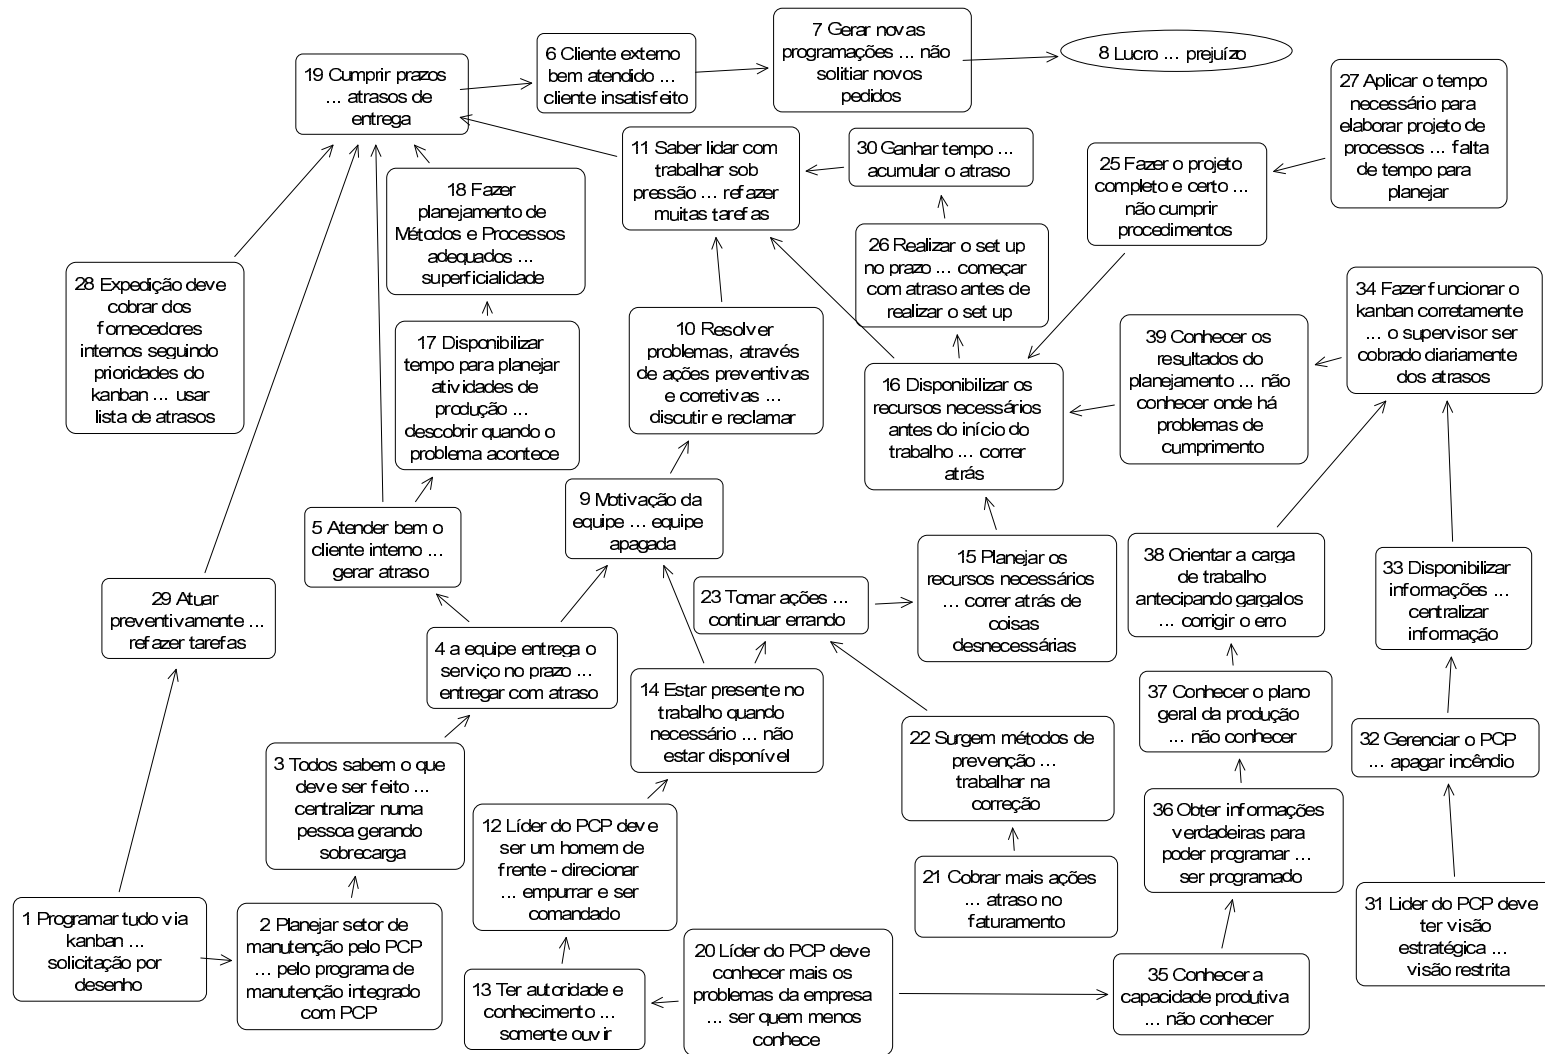 6 Cliente externo
bem atendido ...
cliente insatisfeito
7 Gerar novas
programações ... não
solitiar novos
pedidos
8 Lucro ... prejuízo
19 Cumprir prazos
... atrasos de
entrega
27 Aplicar o tempo
necessário para
elaborar projeto de
processos ... falta
de tempo para
planejar
11 Saber lidar com
trabalhar sob
pressão ... refazer
muitas tarefas
30 Ganhar tempo ...
acumular o atraso
25 Fazer o projeto
completo e certo ...
não cumprir
procedimentos
18 Fazer
planejamento de
Métodos e Processos
adequados ...
superficialidade
26 Realizar o set up
no prazo ... começar
com atraso antes de
realizar o set up
28 Expedição deve
cobrar dos
fornecedores
internos seguindo
prioridades do
kanban ... usar
lista de atrasos
34 Fazer funcionar o
kanban corretamente
... o supervisor ser
cobrado diariamente
dos atrasos
17 Disponibilizar
tempo para planejar
atividades de
produção ...
descobrir quando o
problema acontece
10 Resolver
problemas, através
de ações preventivas
e corretivas ...
discutir e reclamar
39 Conhecer os
resultados do
planejamento ... não
conhecer onde há
problemas de
cumprimento
16 Disponibilizar os
recursos necessários
antes do início do
trabalho ... correr
atrás
9 Motivação da
equipe ... equipe
apagada
5 Atender bem o
cliente interno ...
gerar atraso
15 Planejar os
recursos necessários
... correr atrás de
coisas
desnecessárias
38 Orientar a carga
de trabalho
antecipando gargalos
... corrigir o erro
33 Disponibilizar
informações ...
centralizar
informação
29 Atuar
preventivamente ...
refazer tarefas
23 Tomar ações ...
continuar errando
4 a equipe entrega o
serviço no prazo ...
entregar com atraso
14 Estar presente no
trabalho quando
necessário ... não
estar disponível
37 Conhecer o plano
geral da produção
... não conhecer
22 Surgem métodos de
prevenção ...
trabalhar na
correção
32 Gerenciar o PCP
... apagar incêndio
3 Todos sabem o que
deve ser feito ...
centralizar numa
pessoa gerando
sobrecarga
12 Líder do PCP deve
ser um homem de
frente - direcionar
... empurrar e ser
comandado
36 Obter informações
verdadeiras para
poder programar ...
ser programado
21 Cobrar mais ações
... atraso no
faturamento
31 Lider do PCP deve
ter visão
estratégica ...
visão restrita
1 Programar tudo via
kanban ...
solicitação por
desenho
2 Planejar setor de
manutenção pelo PCP
... pelo programa de
manutenção integrado
com PCP
20 Líder do PCP deve
conhecer mais os
problemas da empresa
... ser quem menos
conhece
13 Ter autoridade e
conhecimento ...
somente ouvir
35 Conhecer a
capacidade produtiva
... não conhecer